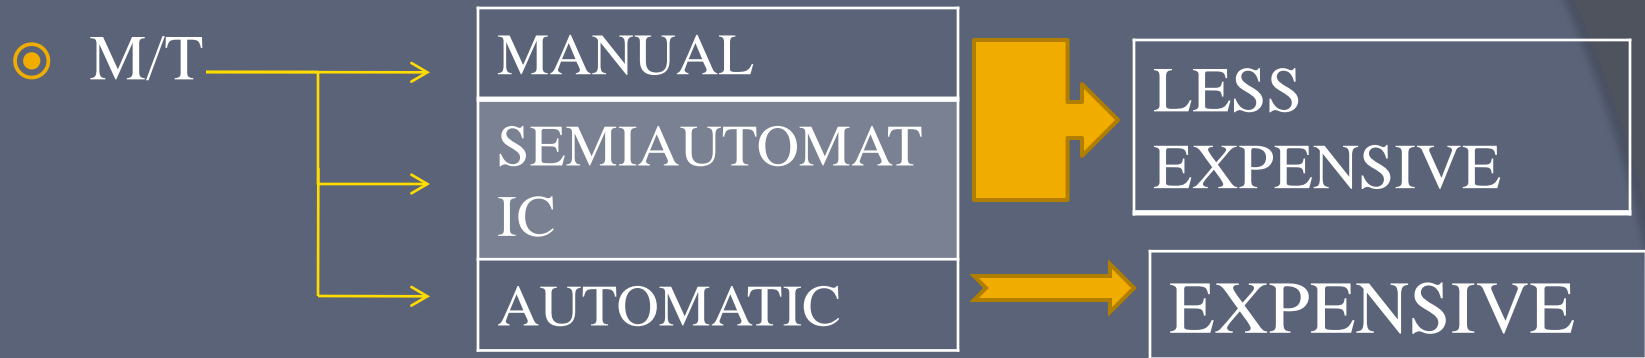 M/T
MANUAL
SEMIAUTOMAT
IC
AUTOMATIC
LESS
EXPENSIVE
EXPENSIVE